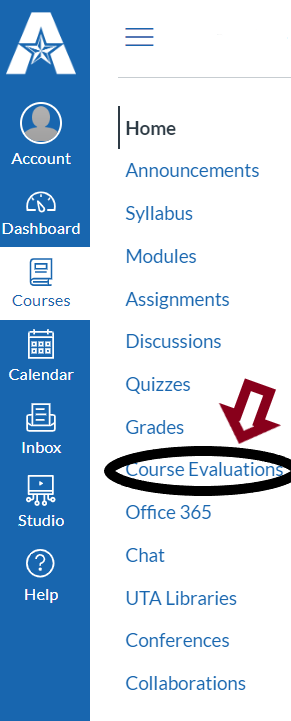 Account
Dashboard
Courses
Calendar
Inbox
Studio
Help
Home
Announcements
Syllabus
Modules
Assignments
Discussions
Quizzes
Grades
Course Evaluations
Office 365
Chat
UTA Libraries
Conferences
Collaborations